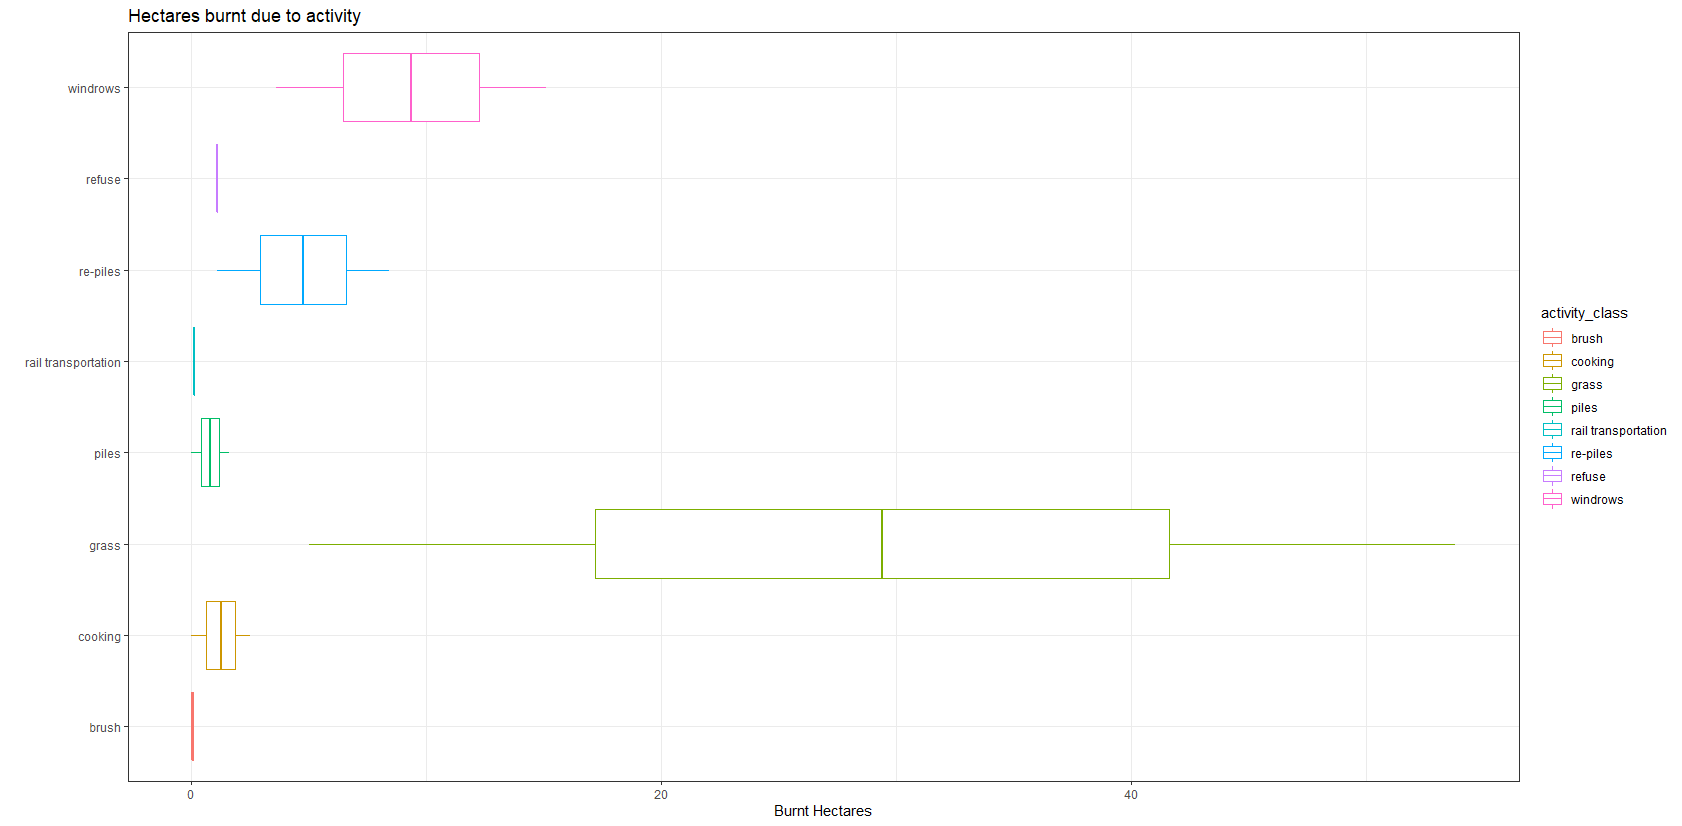 Hectares burnt due to activity
windrows
refuse
re-piles
rail transportation
piles
grass
cooking
brush
0
20
40
Burnt Hectares
activity_class
brush
cooking
grass
piles
rail transportation
re-piles
refuse
windrows